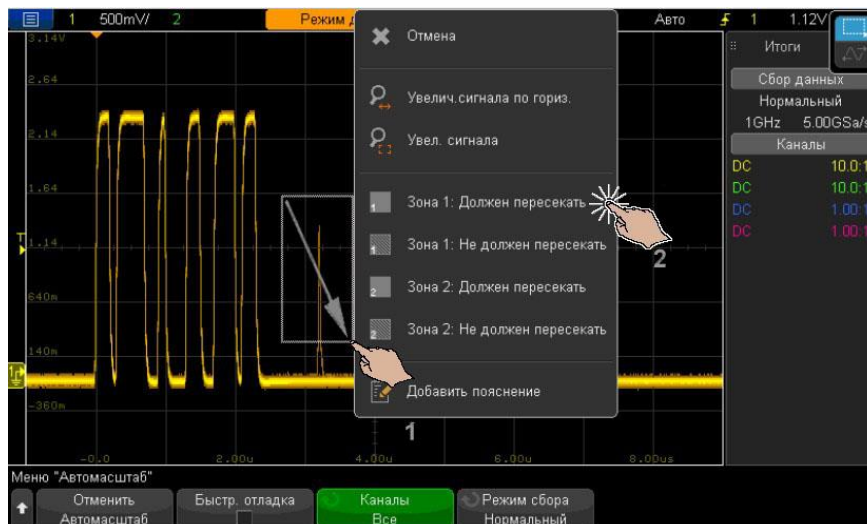 1 500mV/ 2 Режим д Авто 1 1.12V
3.14V
2.64
2.14
1.64
1.14
640m
140m
-360m
-0.0 2.00u 4.00u 6.00u 8.00us
Отмена
Увелич.сигнала по гориз.
Увел. сигнала
1 Зона 1: Должен пересекать
1 Зона 1: Не должен пересекать
2 Зона 2: Должен пересекать
2 Зона 2: Не должен пересекать
Добавить пояснение
1
2
T
Итоги
Сбор данных
Нормальный
1GHz 5.00GSa/s
Каналы
DC 10.0:1
DC 10.0:1
DC 1.00:1
DC 1.00:1
Меню "Автомасштаб"
Отменить
Автомасштаб
Быстр. отладка
Каналы
Все
Режим сбора
Нормальный